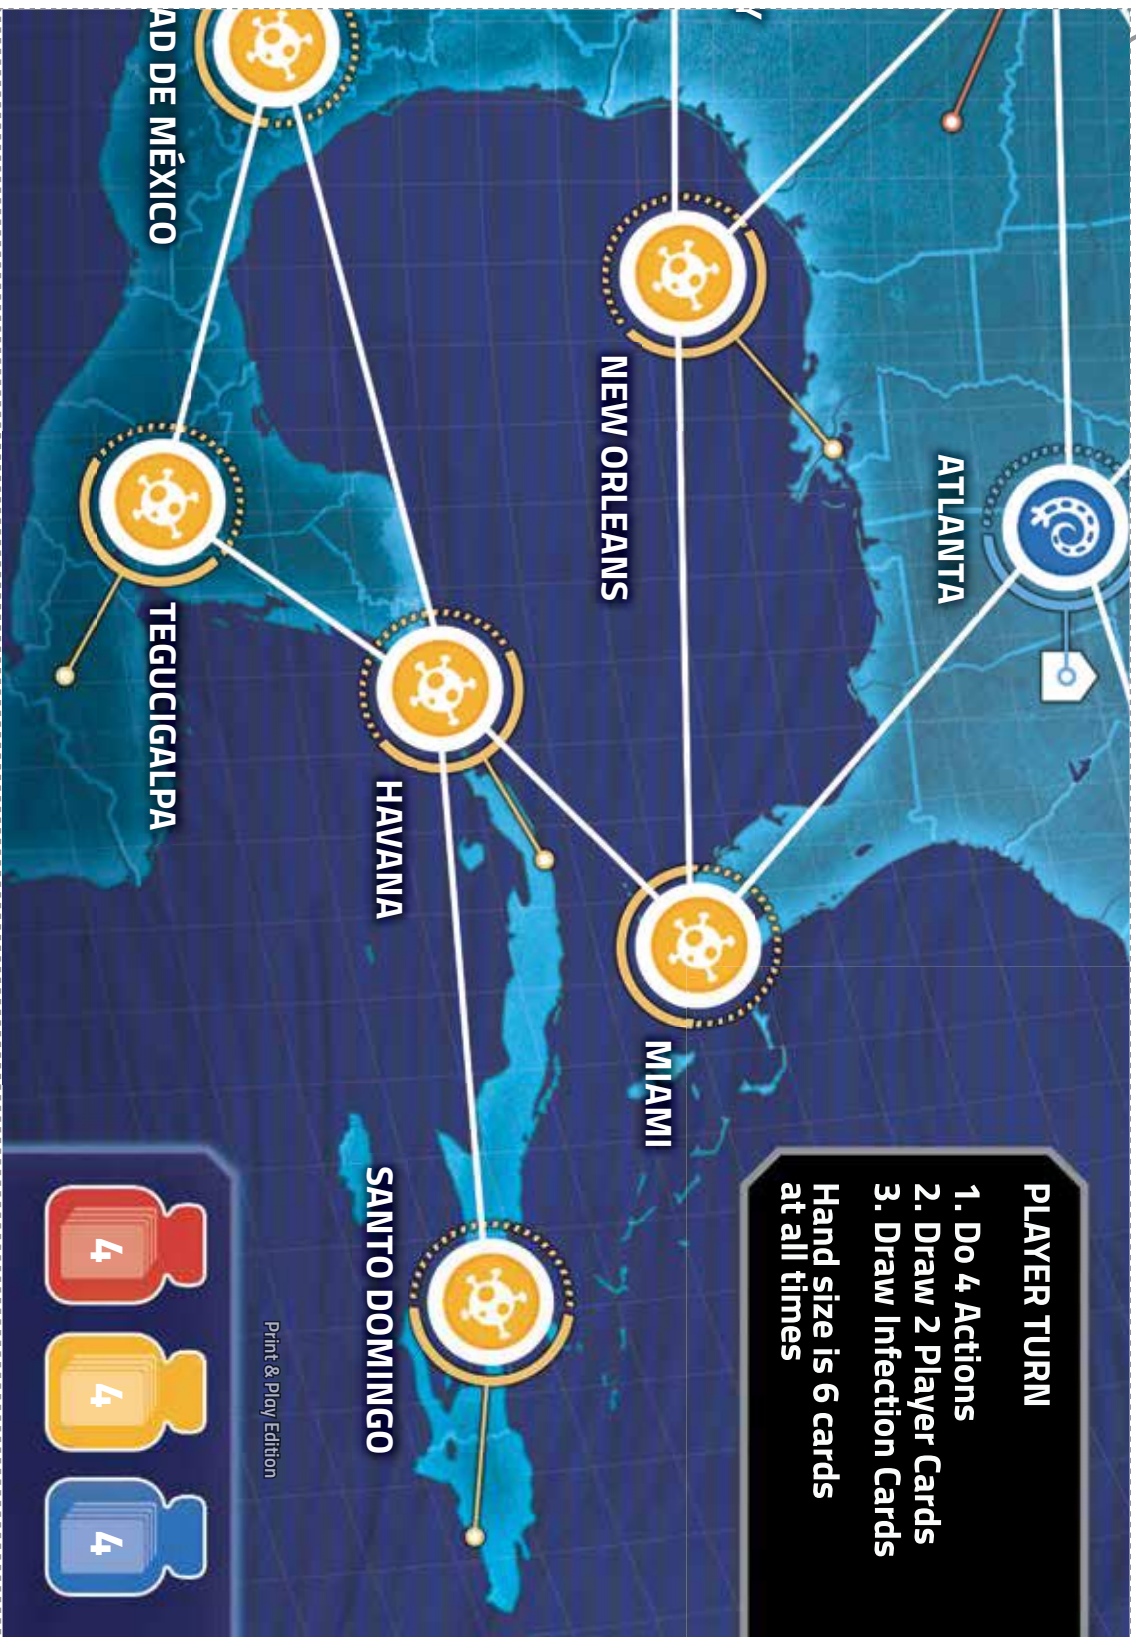 ATLANTA
NEW ORLEANS
MIAMI
AD DE MÉXICO
HAVANA
TEGUCIGALPA
SANTO DOMINGO
PLAYER TURN
1. Do 4 Actions
2. Draw 2 Player Cards
3. Draw Infection Cards
Hand size is 6 cards
at all times
Print & Play Edition
4
4
4